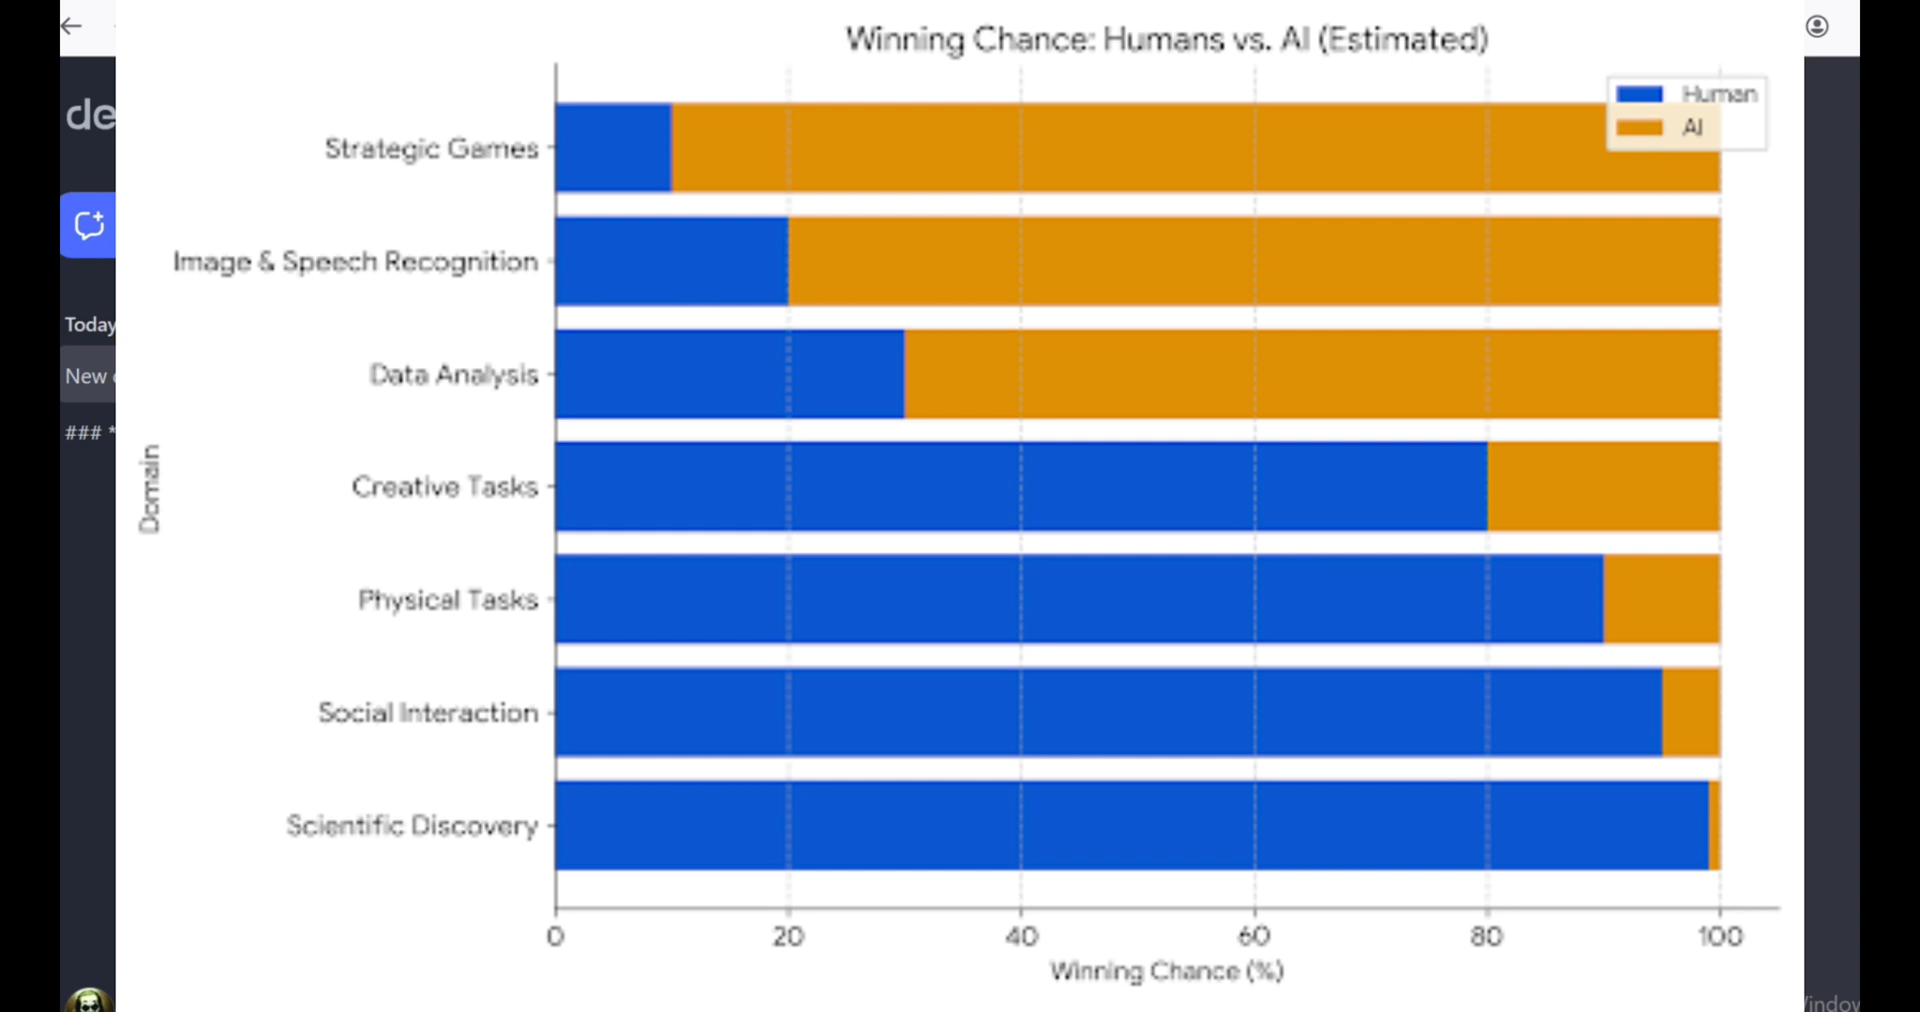 Winning Chance: Humans vs. AI (Estimated)
Human
AI
de
Strategic Games
Image & Speech Recognition
Today
Data Analysis
New
### *
Domain
Creative Tasks
Physical Tasks
Social Interaction
Scientific Discovery
0 20 40 60 80 100
Winning Chance (%)